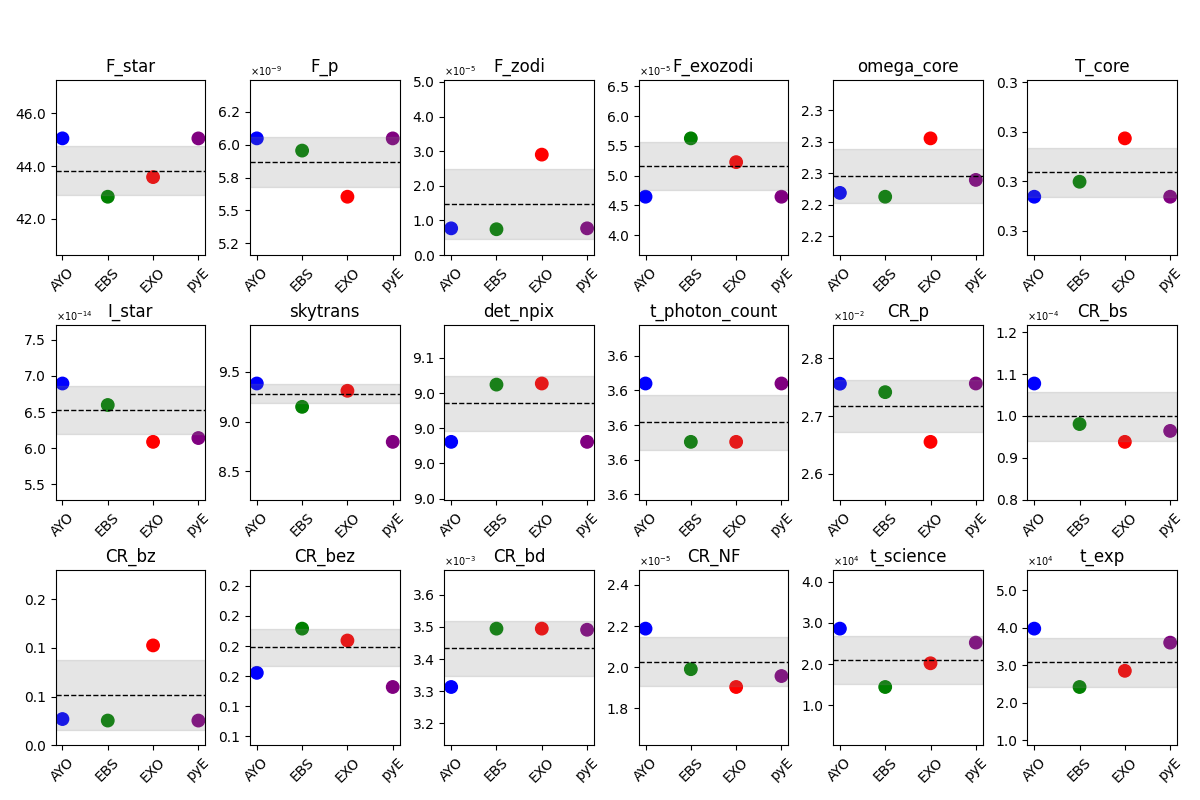 F_star F_p F_zodi F_exozodi omega_core T_core
×10⁻⁹ ×10⁻⁵ ×10⁻⁵
46.0 6.2 5.0 6.5 2.3 0.3
44.0 6.0 3.0 6.0 2.3 0.3
42.0 5.8 2.0 5.5 2.3 0.3
5.5 1.0 5.0 2.2 0.3
5.2 0.0 4.5 2.2
4.0
AYO EBS EXO pyE AYO EBS EXO pyE AYO EBS EXO pyE AYO EBS EXO pyE AYO EBS EXO pyE AYO EBS EXO pyE
I_star skytrans det_npix t_photon_count CR_p CR_bs
×10⁻¹⁴ ×10⁻² ×10⁻⁴
7.5 9.5 9.1 3.6 2.8 1.2
7.0 9.0 9.0 3.6 2.7 1.1
6.5 8.5 9.0 3.6 2.6 1.0
6.0 9.0 3.6 0.9
5.5 9.0 3.6 0.8
AYO EBS EXO pyE AYO EBS EXO pyE AYO EBS EXO pyE AYO EBS EXO pyE AYO EBS EXO pyE AYO EBS EXO pyE
CR_bz CR_bez CR_bd CR_NF t_science t_exp
×10⁻³ ×10⁻⁵ ×10⁴ ×10⁴
0.2 0.2 3.6 2.4 4.0 5.0
0.1 0.2 3.5 2.2 3.0 4.0
0.1 0.2 3.4 2.0 2.0 3.0
0.0 0.2 3.3 1.8 1.0 2.0
0.1 3.2 1.0
0.1
AYO EBS EXO pyE AYO EBS EXO pyE AYO EBS EXO pyE AYO EBS EXO pyE AYO EBS EXO pyE AYO EBS EXO pyE